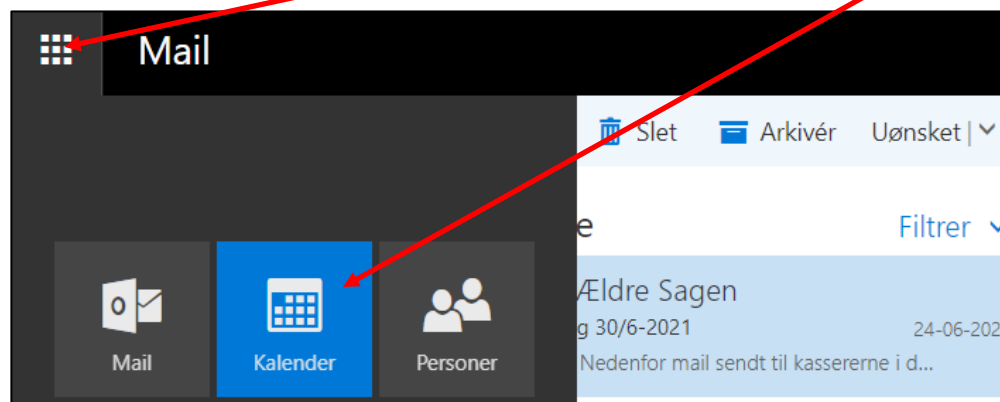 Mail
Slet Arkivér Uønsket |
e Filtrer
Ældre Sagen
g 30/6-2021 24-06-202
Nedenfor mail sendt til kassererne i d...
Mail Kalender Personer